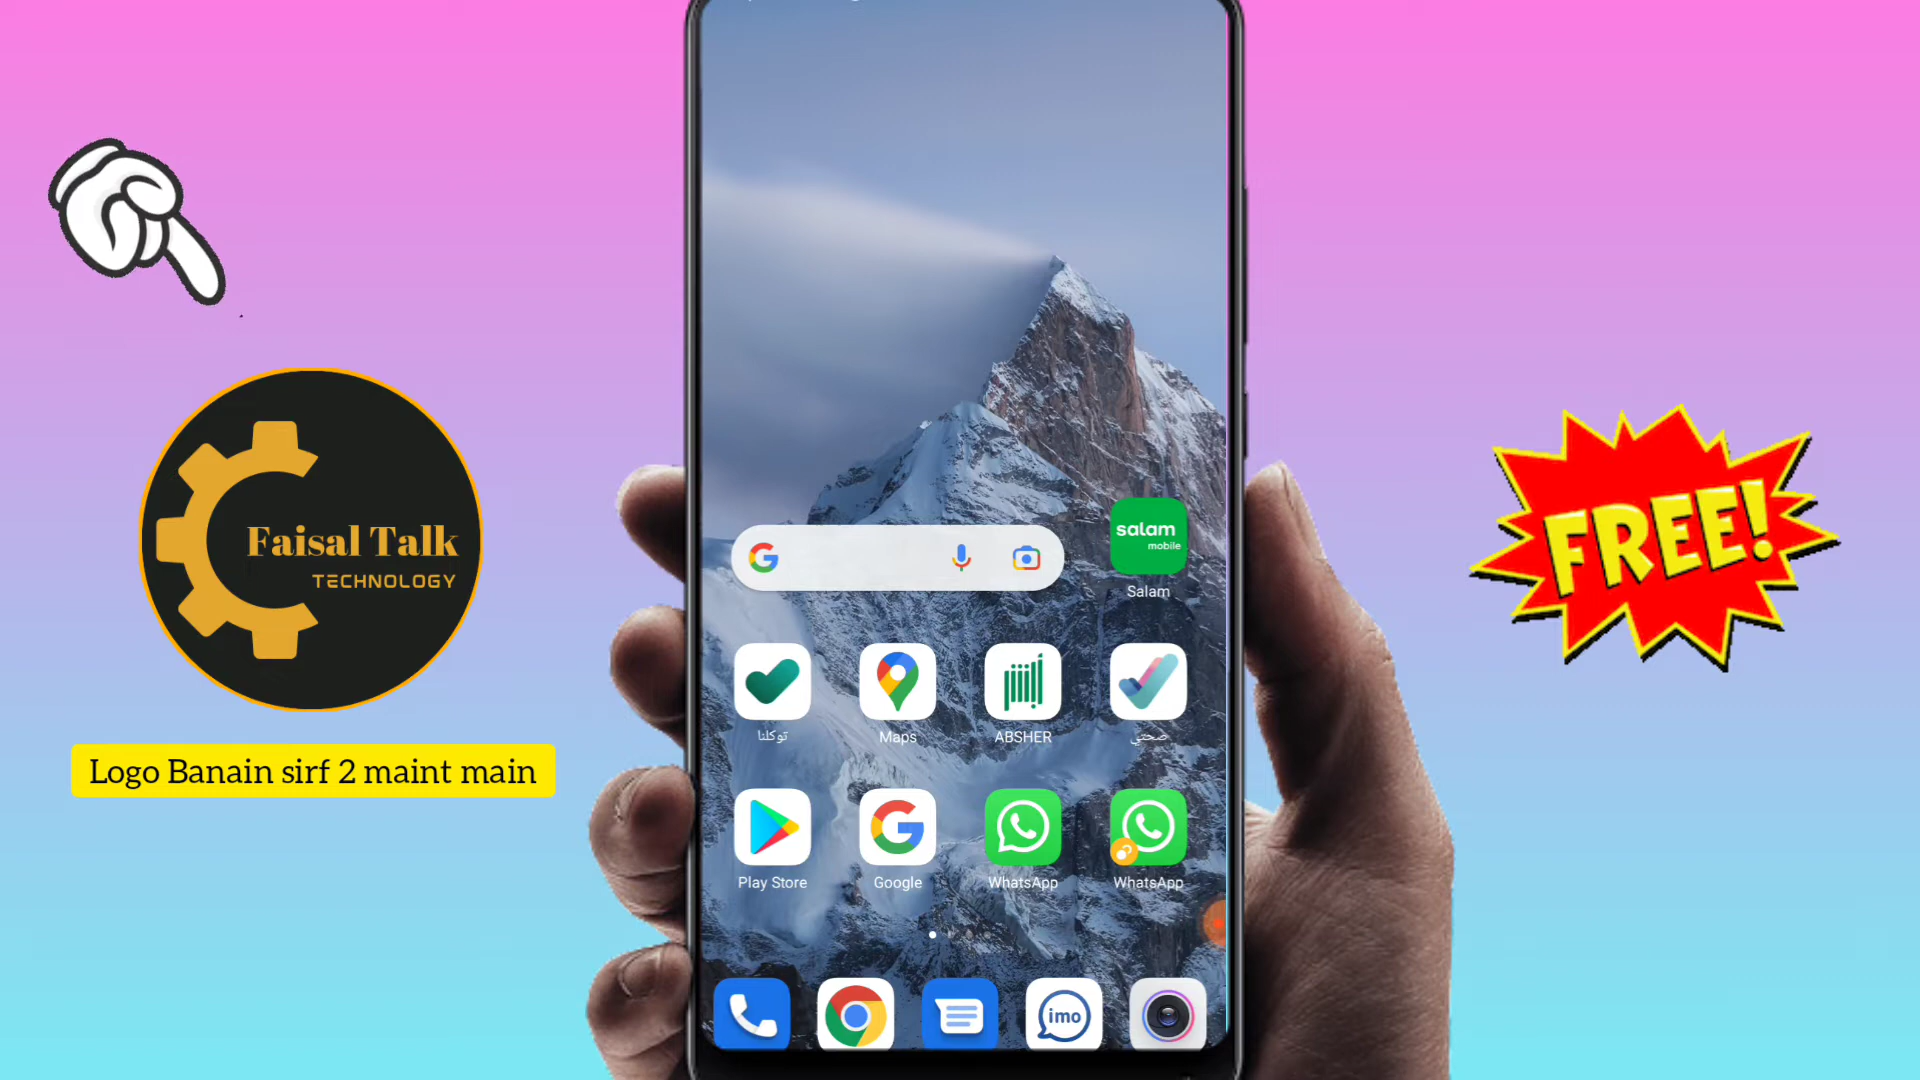 Faisal Talk
TECHNOLOGY
Logo Banain sirf 2 maint main
FREE!
salam
mobile
Salam
توكلنا
Maps
ABSHER
صحتي
Play Store
Google
WhatsApp
WhatsApp
imo